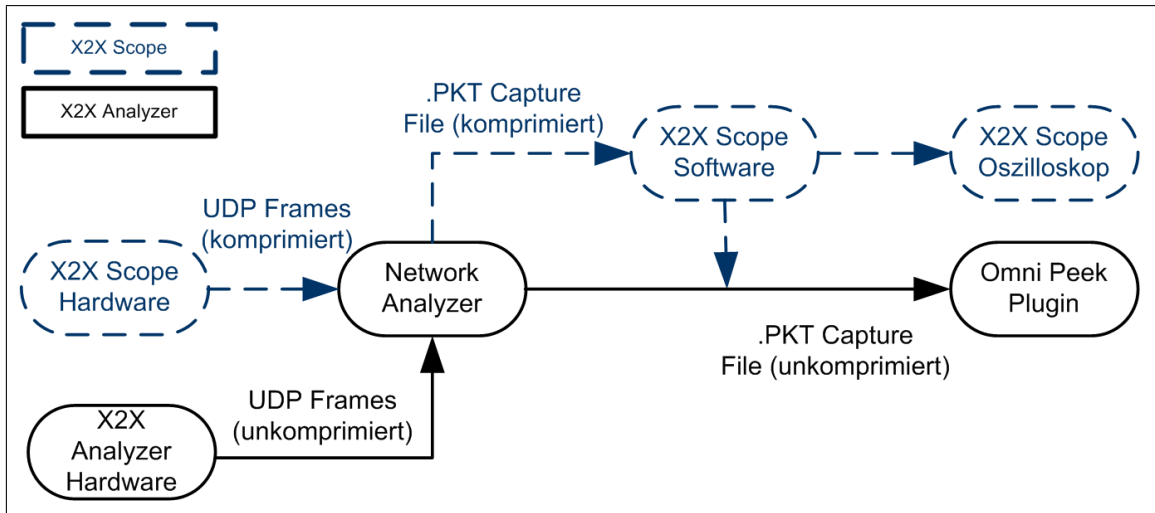 X2X Scope
X2X Analyzer
.PKT Capture
File (komprimiert)
X2X Scope
Software
X2X Scope
Oszilloskop
UDP Frames
(komprimiert)
X2X Scope
Hardware
Network
Analyzer
Omni Peek
Plugin
.PKT Capture
File (unkomprimiert)
UDP Frames
(unkomprimiert)
X2X
Analyzer
Hardware